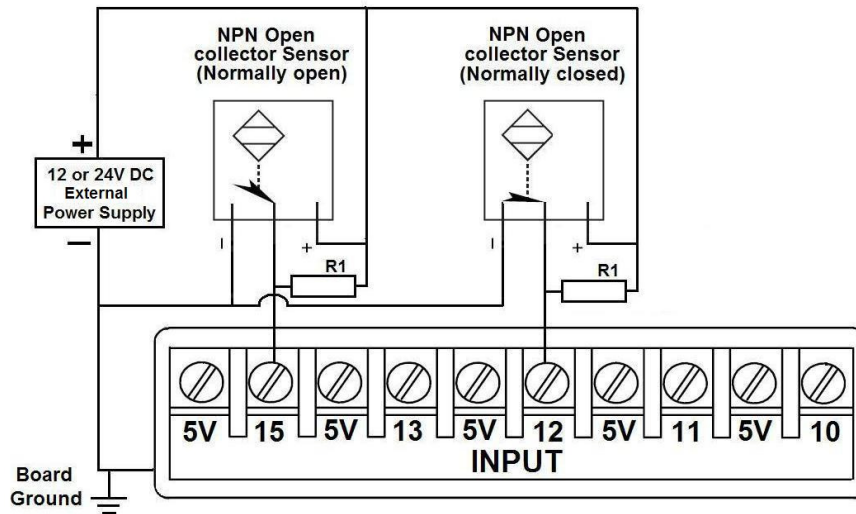 NPN Open
collector Sensor
(Normally open)
NPN Open
collector Sensor
(Normally closed)
+
12 or 24V DC
External
Power Supply
−
− +
− +
R1
R1
5V 15 5V 13 5V 12 5V 11 5V 10
INPUT
Board
Ground